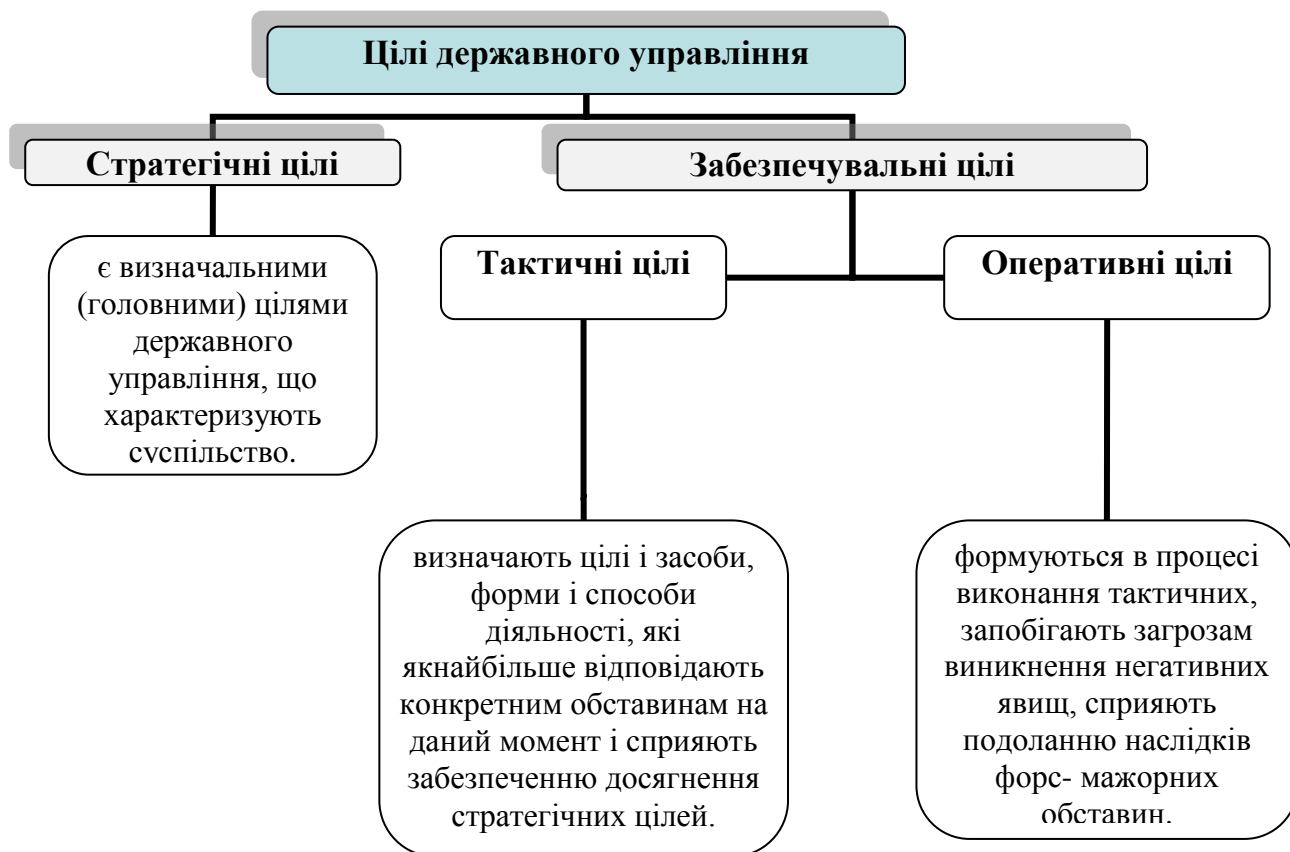 Цілі державного управління
Стратегічні цілі
Забезпечувальні цілі
є визначальними
(головними) цілями
державного
управління, що
характеризують
суспільство.
Тактичні цілі
Оперативні цілі
визначають цілі і засоби,
форми і способи
діяльності, які
якнайбільше відповідають
конкретним обставинам на
даний момент і сприяють
забезпеченню досягнення
стратегічних цілей.
формуються в процесі
виконання тактичних,
запобігають загрозам
виникнення негативних
явищ, сприяють
подоланню наслідків
форс- мажорних
обставин.